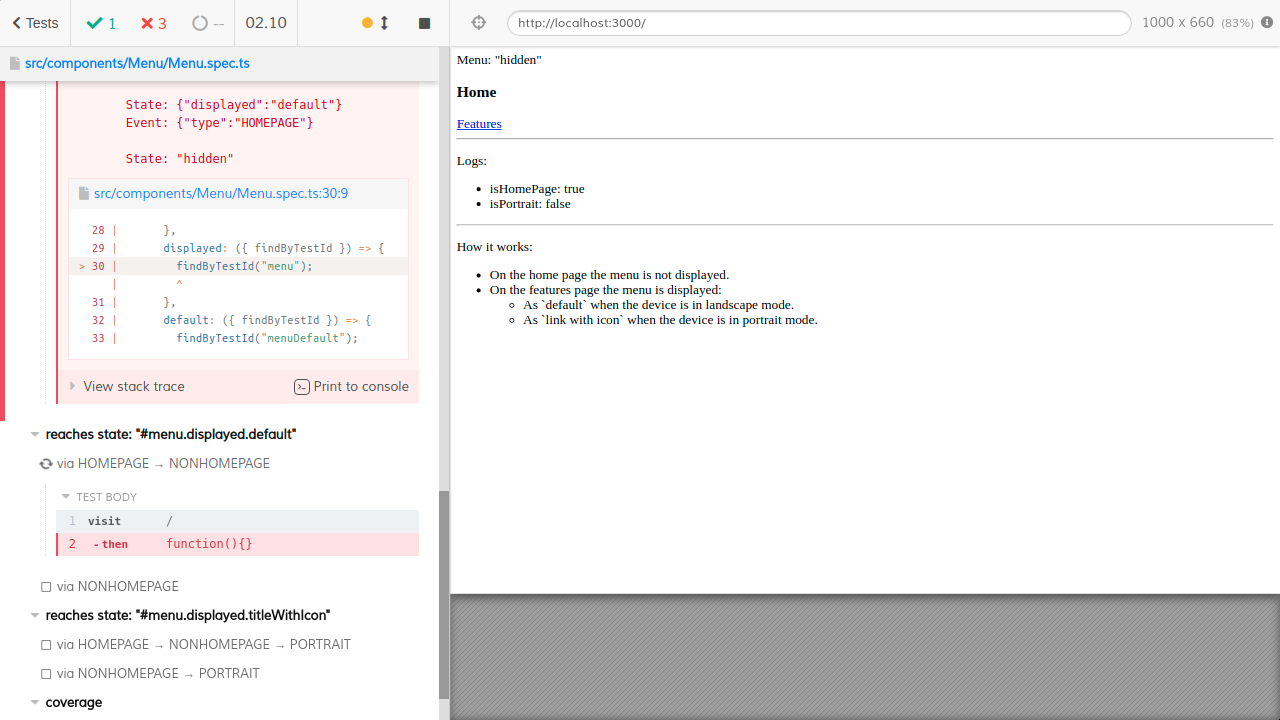 Tests
1
3
--
02.10
http://localhost:3000/
1000 x 660 (83%)
src/components/Menu/Menu.spec.ts
State: {"displayed":"default"}
Event: {"type":"HOMEPAGE"}
State: "hidden"
src/components/Menu/Menu.spec.ts:30:9
28 | },
29 | displayed: ({ findByTestId }) => {
> 30 | findByTestId("menu");
| ^
31 | },
32 | default: ({ findByTestId }) => {
33 | findByTestId("menuDefault");
View stack trace
Print to console
reaches state: "#menu.displayed.default"
via HOMEPAGE → NONHOMEPAGE
TEST BODY
1 visit /
2 -then function(){}
via NONHOMEPAGE
reaches state: "#menu.displayed.titleWithIcon"
via HOMEPAGE → NONHOMEPAGE → PORTRAIT
via NONHOMEPAGE → PORTRAIT
coverage
Menu: "hidden"
Home
Features
Logs:
isHomePage: true
isPortrait: false
How it works:
On the home page the menu is not displayed.
On the features page the menu is displayed:
As `default` when the device is in landscape mode.
As `link with icon` when the device is in portrait mode.